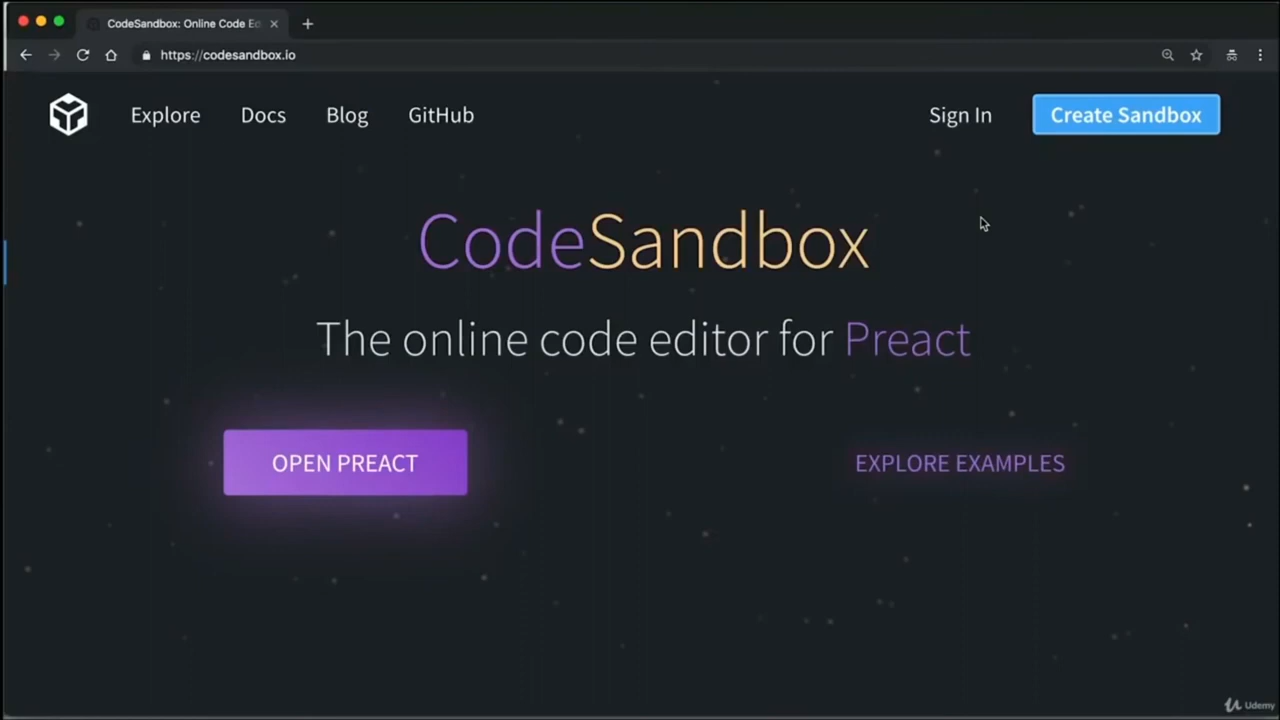 CodeSandbox: Online Code Ed
https://codesandbox.io
Explore Docs Blog GitHub Sign In Create Sandbox
CodeSandbox
The online code editor for Preact
OPEN PREACT EXPLORE EXAMPLES
Udemy